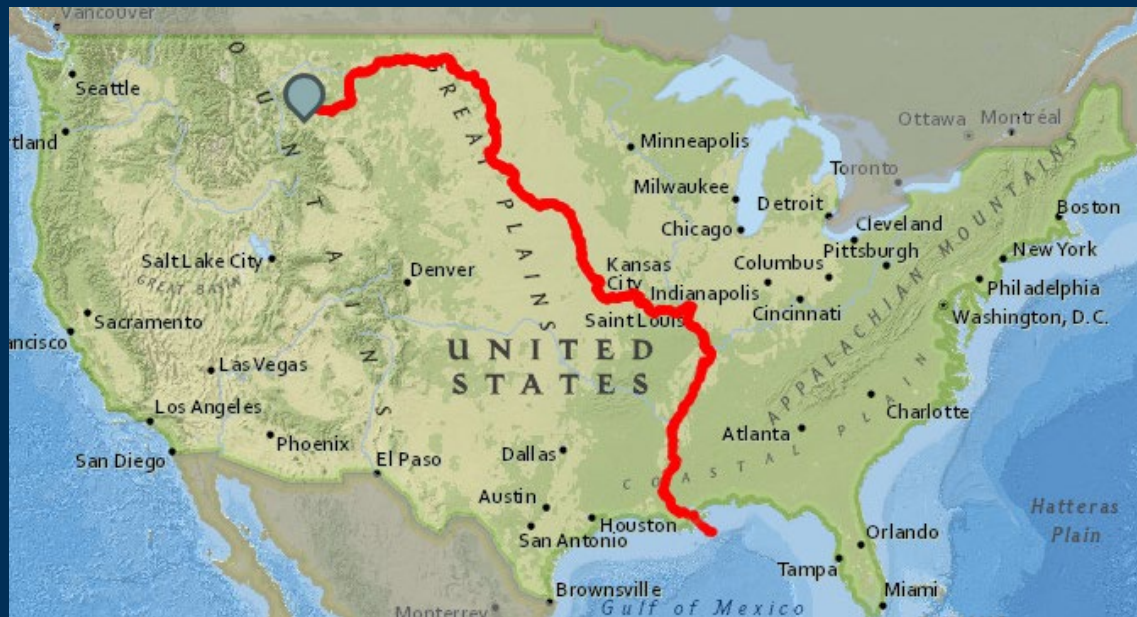 Vancouver
Seattle
rtland
Ottawa
Montréal
Minneapolis
Toronto
Milwaukee
Detroit
Boston
Chicago
Cleveland
Pittsburgh
New York
Salt Lake City
GREAT BASIN
Denver
Kansas
City
Columbus
Philadelphia
Indianapolis
Cincinnati
Washington, D.C.
Sacramento
ancisco
Saint Louis
UNITED
STATES
Las Vegas
Los Angeles
Phoenix
San Diego
El Paso
Dallas
Atlanta
Charlotte
APPALACHIAN MOUNTAINS
COASTAL PLAIN
GREAT PLAINS
OUNTAINS
Austin
Houston
San Antonio
Hatteras
Plain
Orlando
Tampa
Miami
Brownsville
Monterrey
Gulf of Mexico